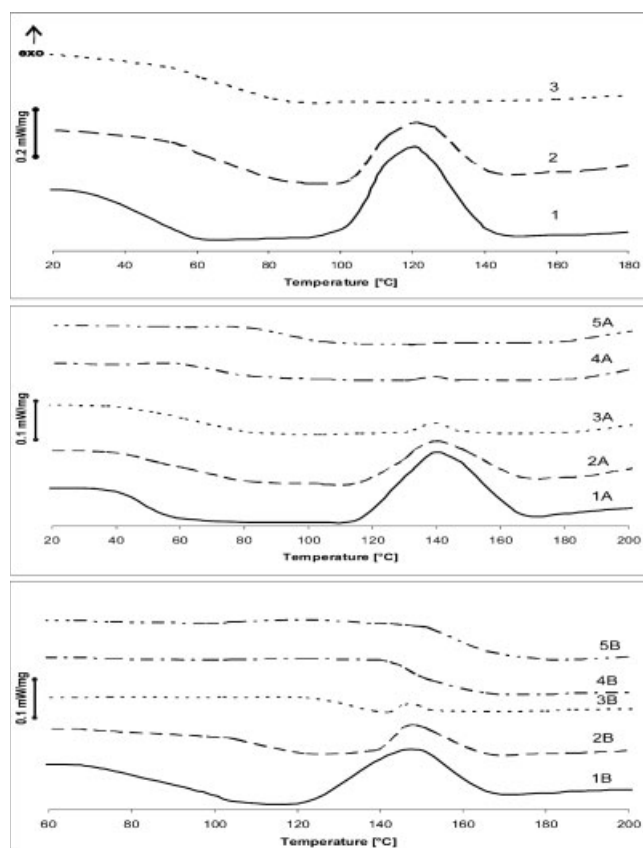 exo
3
0.2 mW/mg
2
1
20 40 60 80 100 120 140 160 180
Temperature [°C]
5A
4A
0.1 mW/mg
3A
2A
1A
20 40 60 80 100 120 140 160 180 200
Temperature [°C]
5B
0.1 mW/mg
4B
3B
2B
1B
60 80 100 120 140 160 180 200
Temperature [°C]